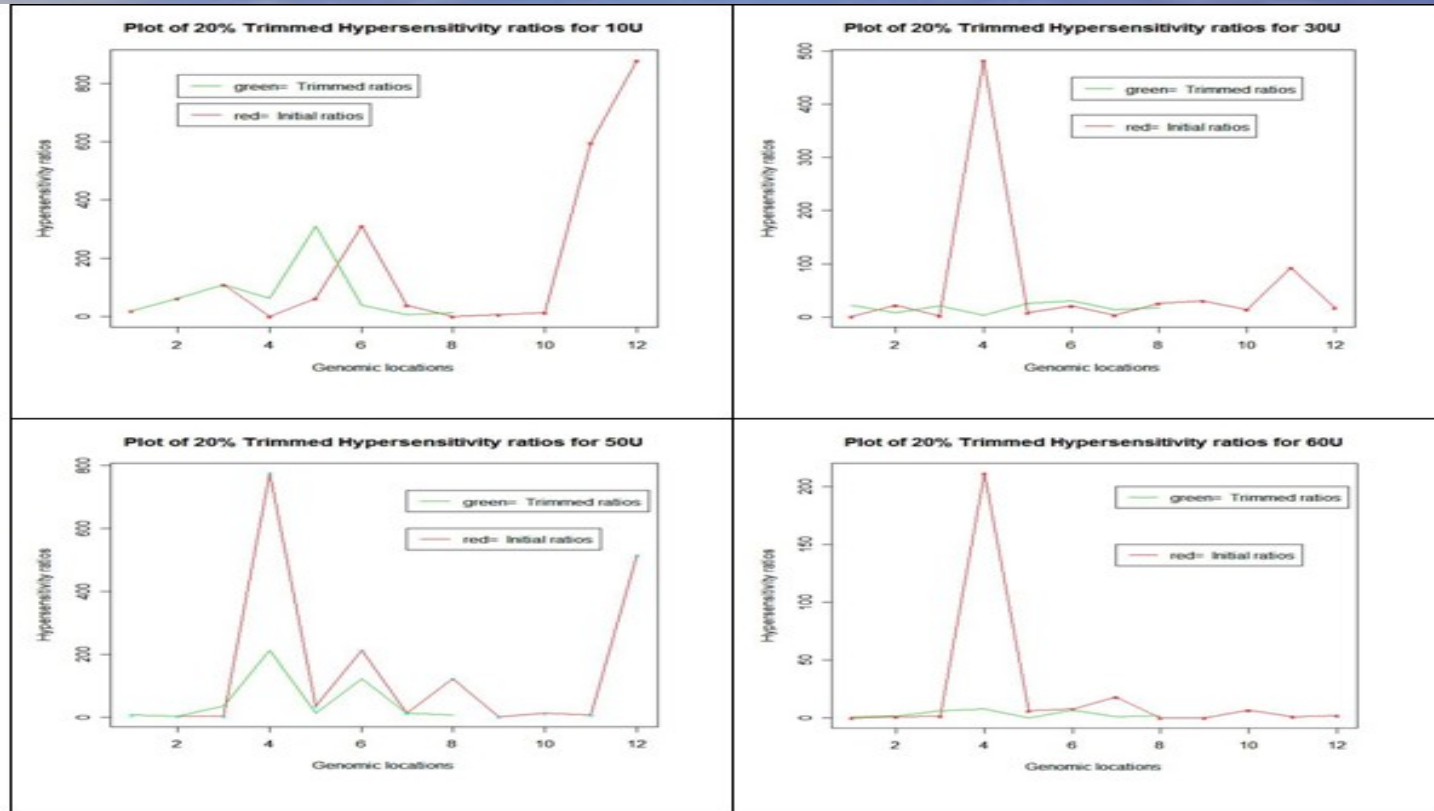 Plot of 20% Trimmed Hypersensitivity ratios for 10U
Hypersensitivity ratios
800
600
400
200
0
green= Trimmed ratios
red= Initial ratios
2 4 6 8 10 12
Genomic locations
Plot of 20% Trimmed Hypersensitivity ratios for 30U
Hypersensitivity ratios
500
400
300
200
100
0
green= Trimmed ratios
red= Initial ratios
2 4 6 8 10 12
Genomic locations
Plot of 20% Trimmed Hypersensitivity ratios for 50U
Hypersensitivity ratios
800
600
400
200
0
green= Trimmed ratios
red= Initial ratios
2 4 6 8 10 12
Genomic locations
Plot of 20% Trimmed Hypersensitivity ratios for 60U
Hypersensitivity ratios
200
150
100
50
0
green= Trimmed ratios
red= Initial ratios
2 4 6 8 10 12
Genomic locations